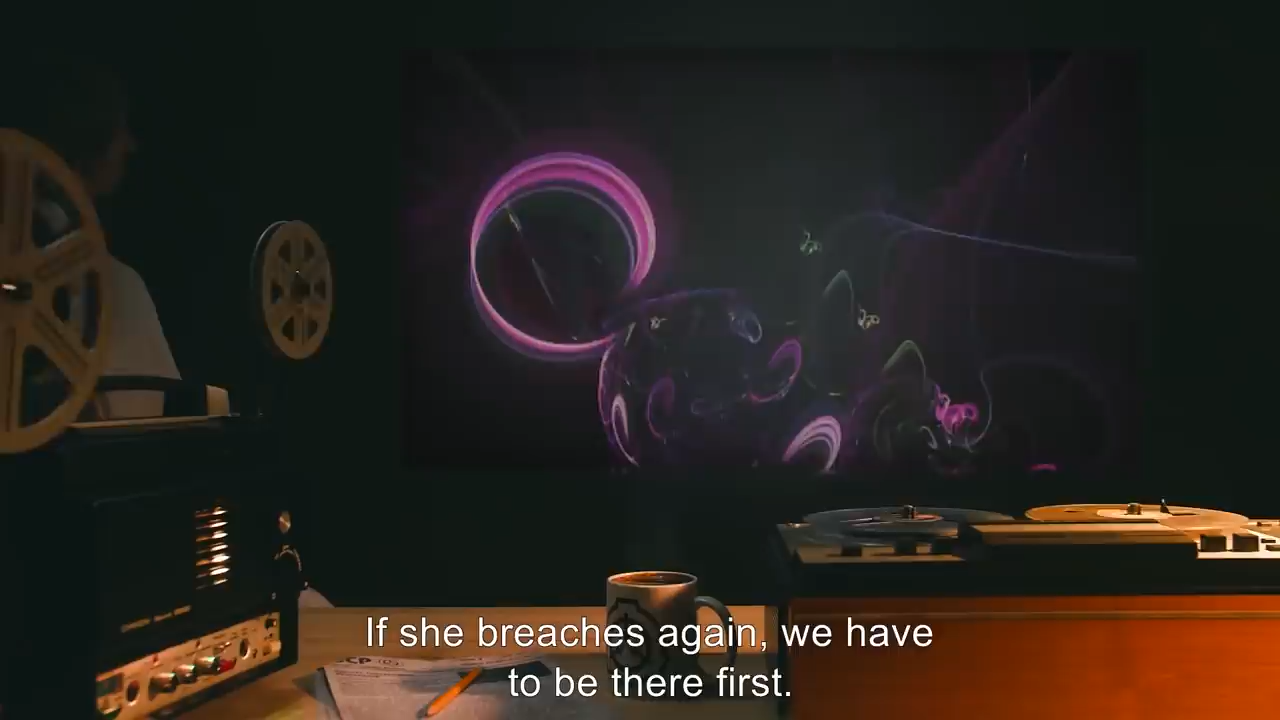 If she breaches again, we have
to be there first.